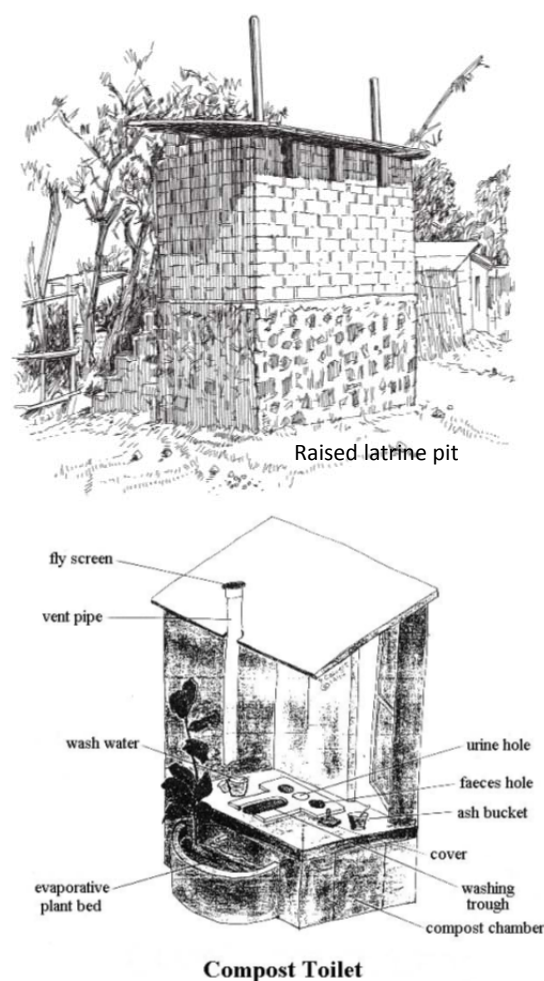 Raised latrine pit
fly screen
vent pipe
wash water
urine hole
faeces hole
ash bucket
cover
evaporative
plant bed
washing
trough
compost chamber
Compost Toilet